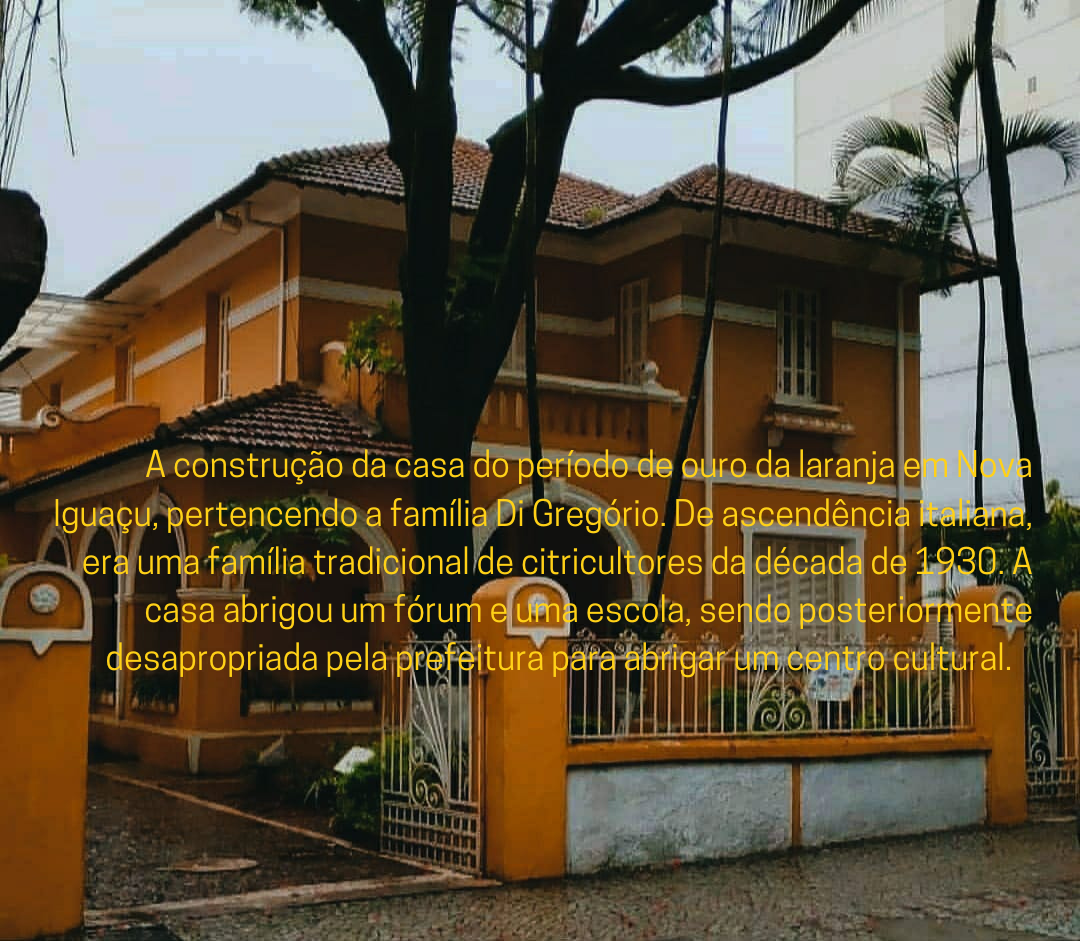 A construção da casa do período de ouro da laranja em Nova
Iguaçu, pertencendo a família Di Gregório. De ascendência italiana,
era uma família tradicional de citricultores da década de 1930. A
casa abrigou um fórum e uma escola, sendo posteriormente
desapropriada pela prefeitura para abrigar um centro cultural.